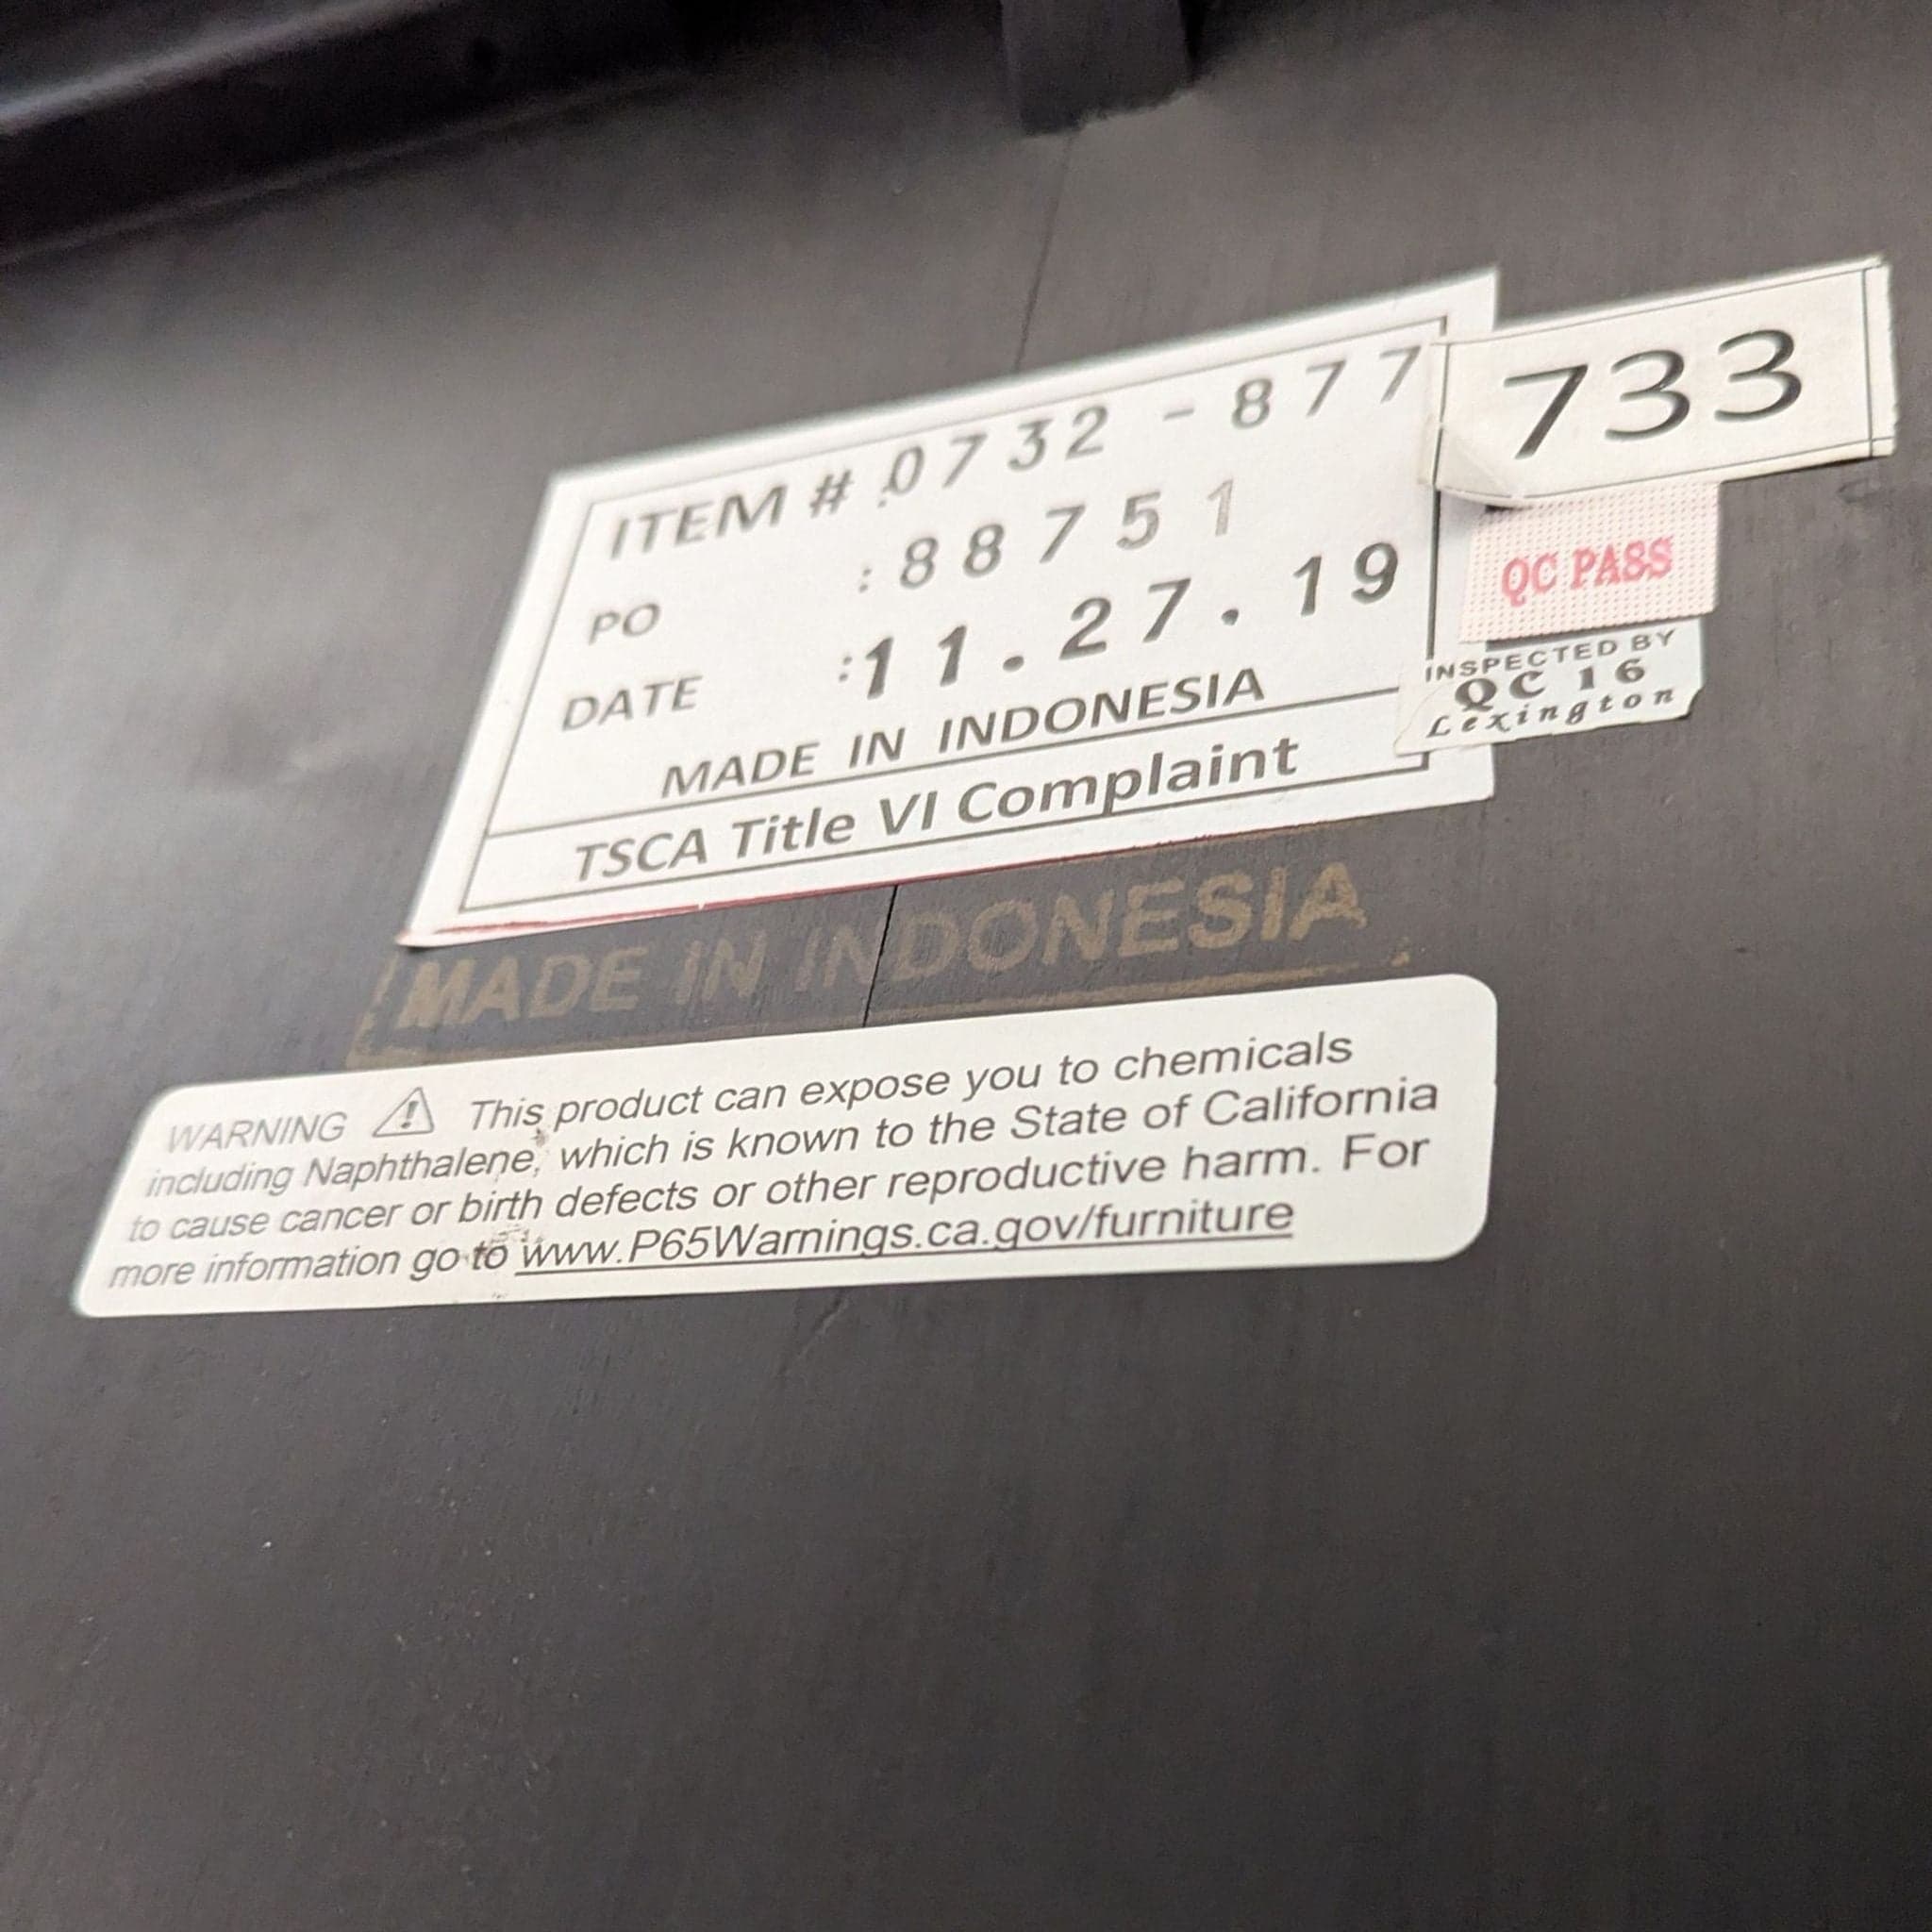 ITEM # : 0732 - 877
PO : 88751
DATE : 11.27.19
MADE IN INDONESIA
TSCA Title VI Complaint
733
QC PASS
INSPECTED BY
QC 16
Lexington
MADE IN INDONESIA
WARNING ⚠ This product can expose you to chemicals
including Naphthalene, which is known to the State of California
to cause cancer or birth defects or other reproductive harm. For
more information go to www.P65Warnings.ca.gov/furniture